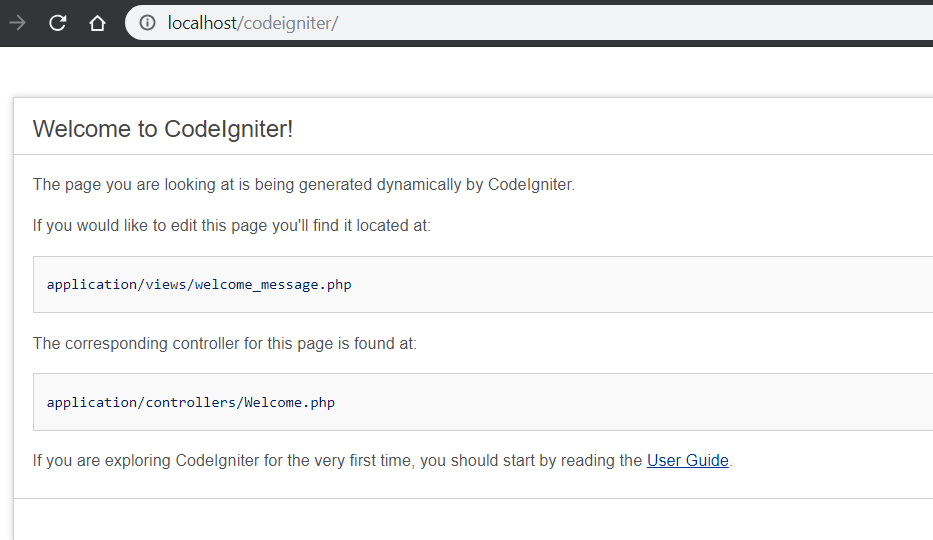 localhost/codeigniter/
Welcome to CodeIgniter!
The page you are looking at is being generated dynamically by CodeIgniter.
If you would like to edit this page you'll find it located at:
application/views/welcome_message.php
The corresponding controller for this page is found at:
application/controllers/Welcome.php
If you are exploring CodeIgniter for the very first time, you should start by reading the User Guide.